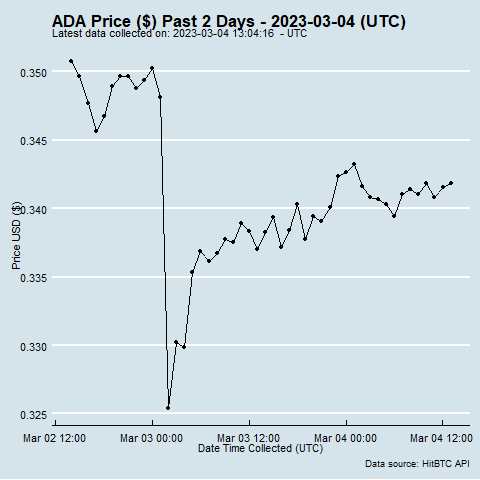 ADA Price ($) Past 2 Days - 2023-03-04 (UTC)
Latest data collected on: 2023-03-04 13:04:16 - UTC
0.350
0.345
0.340
0.335
0.330
0.325
Price USD ($)
Mar 02 12:00 Mar 03 00:00 Mar 03 12:00 Mar 04 00:00 Mar 04 12:00
Date Time Collected (UTC)
Data source: HitBTC API